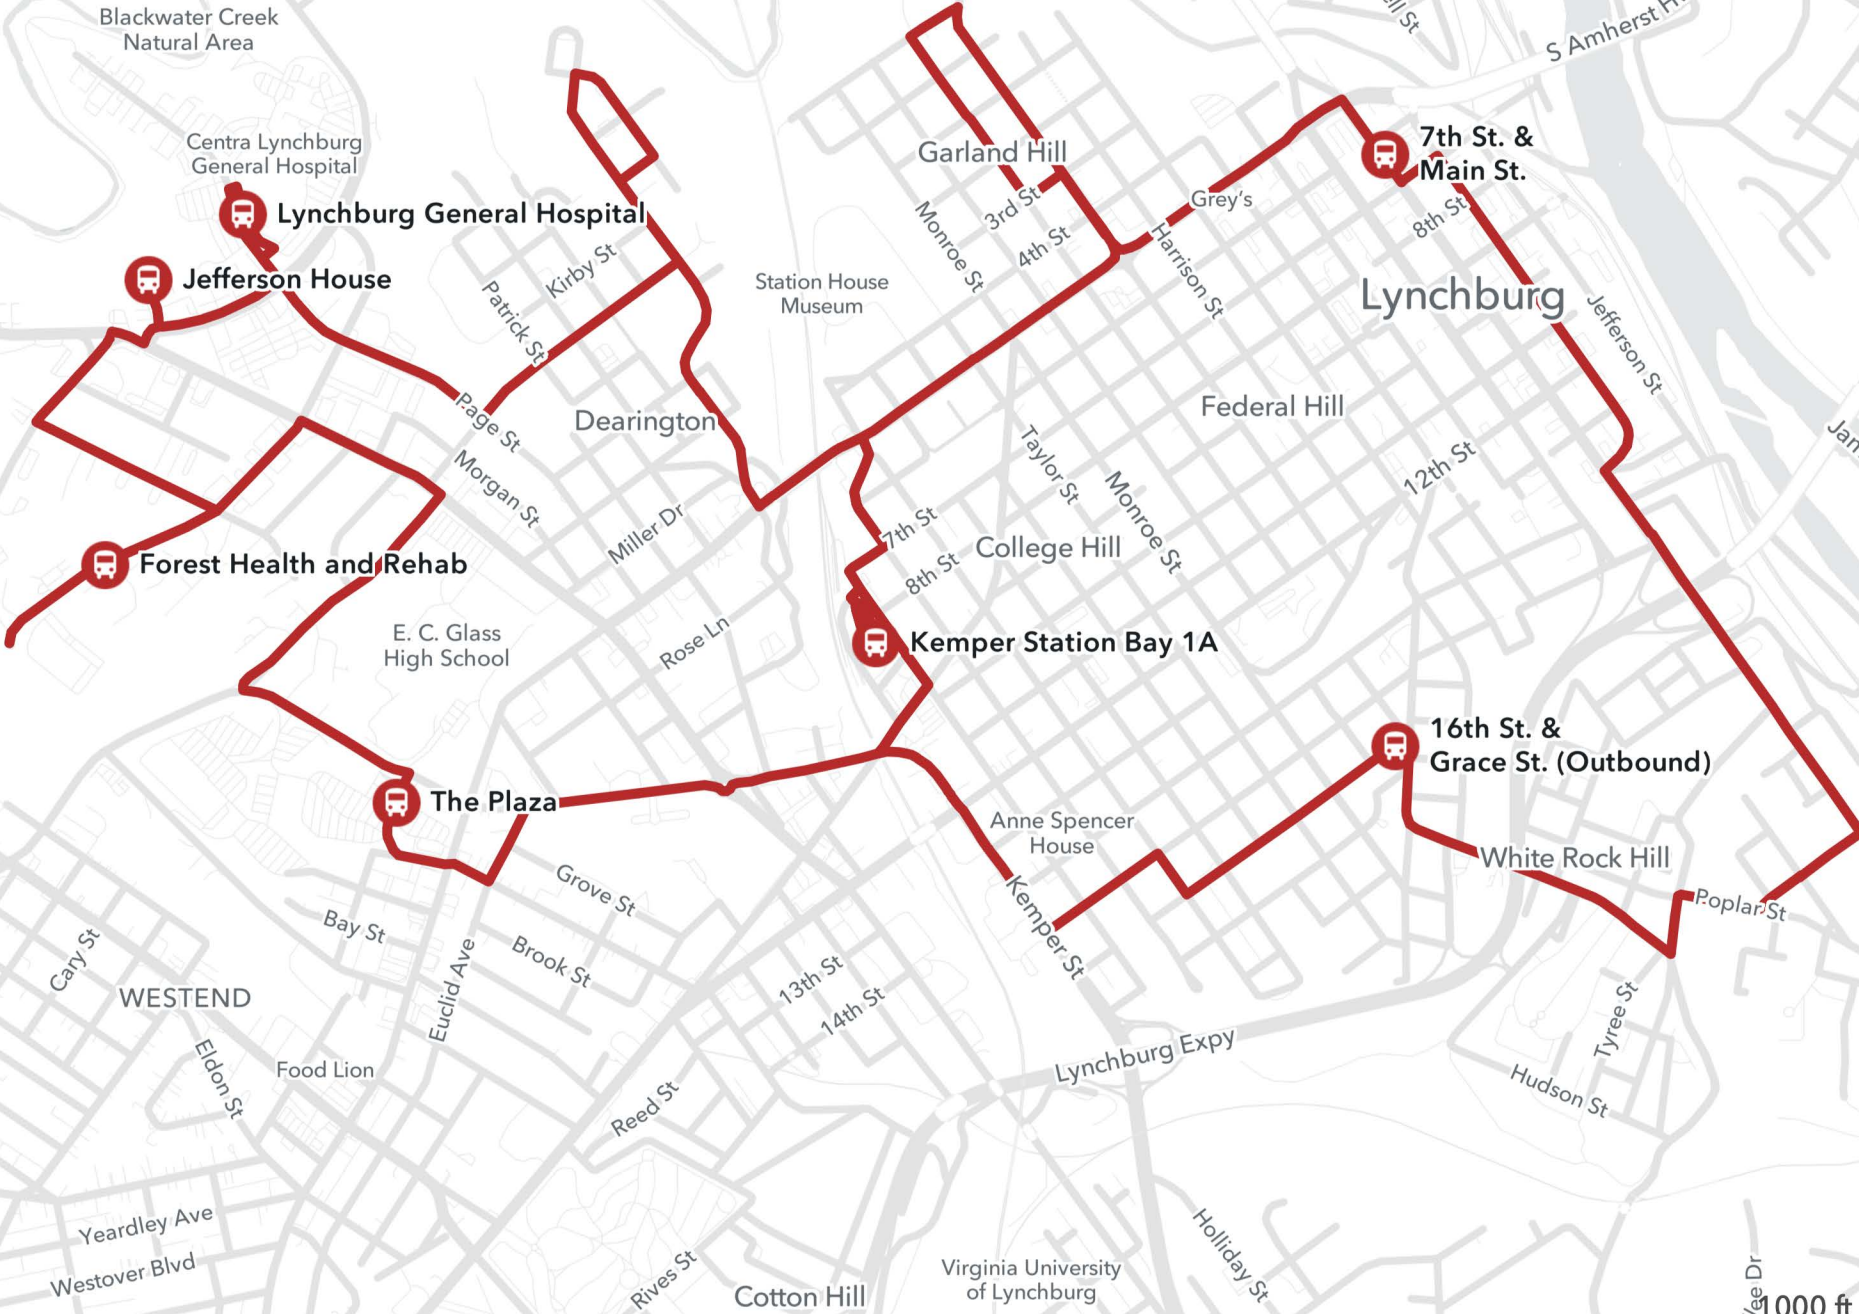 Blackwater Creek
Natural Area
S Amherst H
Centra Lynchburg
General Hospital
7th St. &
Main St.
Garland Hill
Grey's
3rd St
8th St
Lynchburg General Hospital
Monroe St
4th St
Harrison St
Kirby St
Jefferson House
Station House
Museum
Lynchburg
Patrick St
Jefferson St
Page St
Dearington
Federal Hill
Taylor St
12th St
Morgan St
Monroe St
Miller Dr
7th St
College Hill
8th St
Forest Health and Rehab
E. C. Glass
High School
Rose Ln
Kemper Station Bay 1A
16th St. &
Grace St. (Outbound)
The Plaza
Anne Spencer
House
White Rock Hill
Grove St
Poplar St
Bay St
Kemper St
Cary St
Brook St
Euclid Ave
13th St
14th St
WESTEND
Tyree St
Lynchburg Expy
Eldon St
Food Lion
Hudson St
Reed St
Yeardley Ave
Westover Blvd
Rives St
Cotton Hill
Virginia University
of Lynchburg
Holliday St
1000 ft